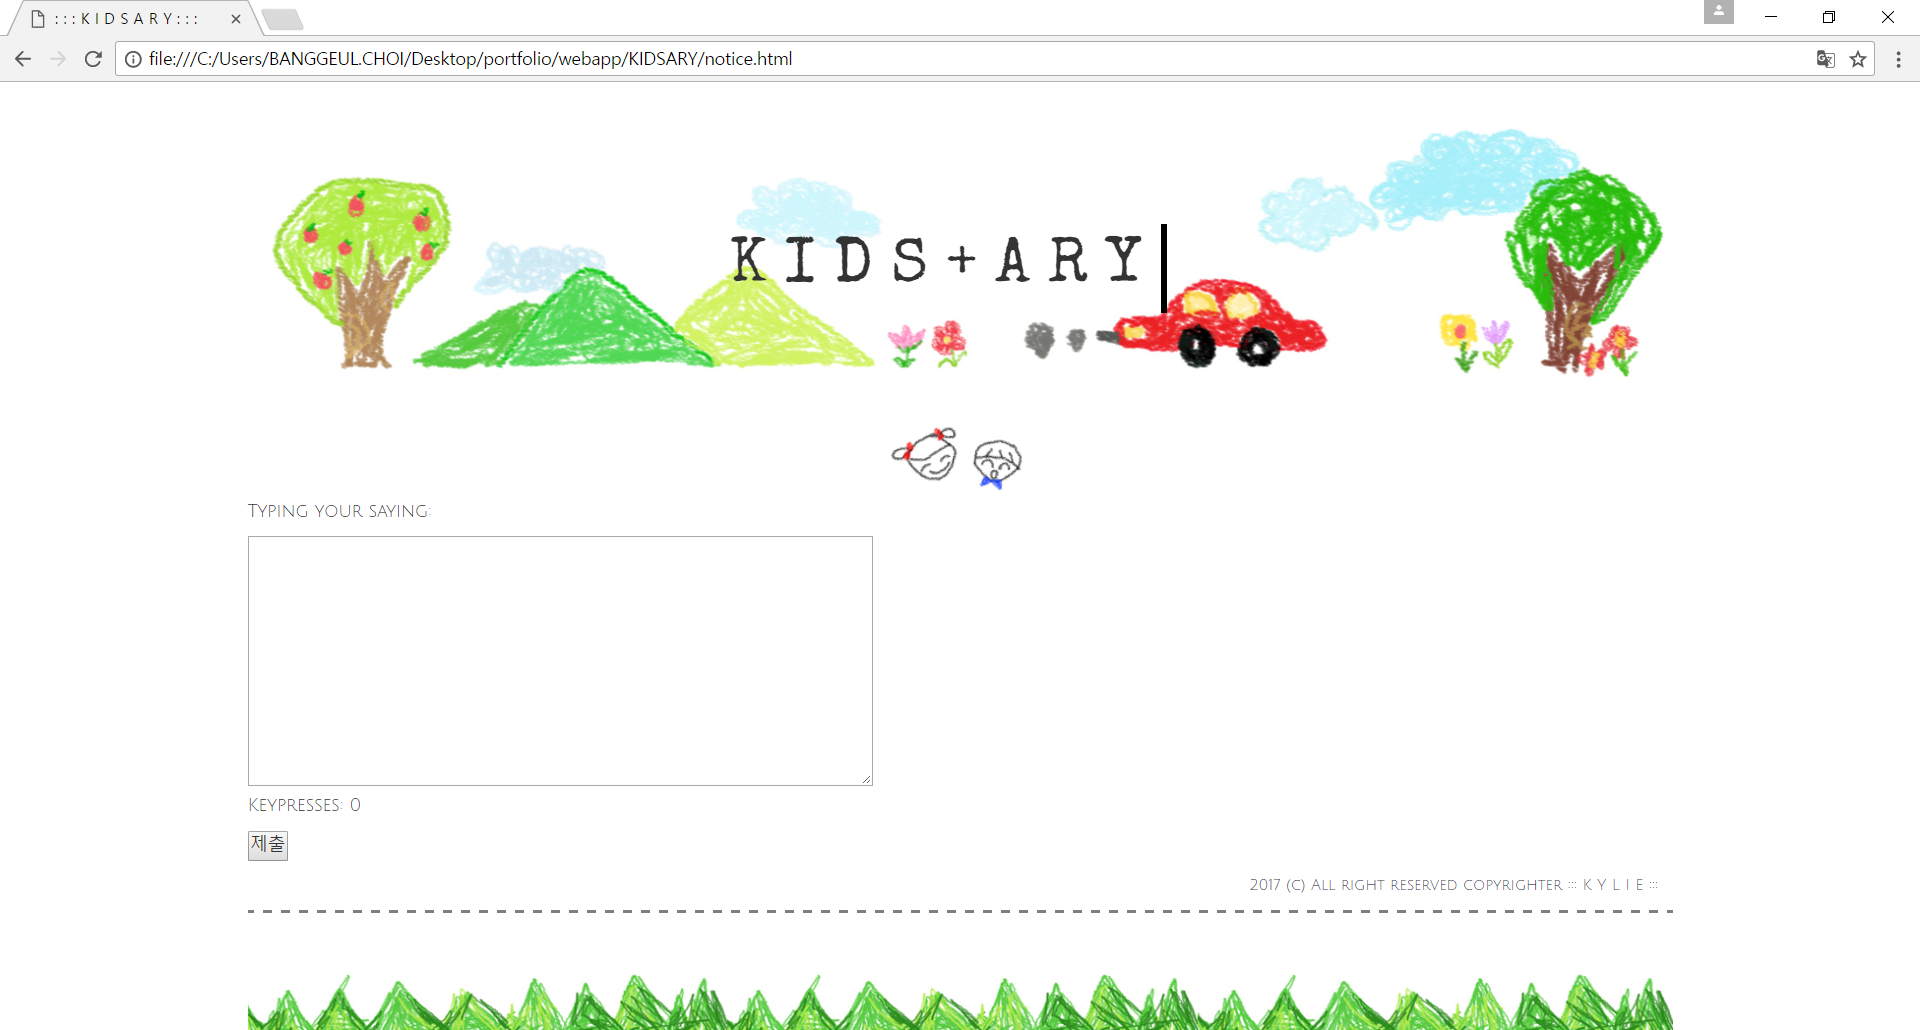 :::KIDSARY:::
file:///C:/Users/BANGGEUL.CHOI/Desktop/portfolio/webapp/KIDSARY/notice.html
KIDS+ARY
Typing your saying:
Keypresses: 0
제출
2017 (c) All right reserved copyrighter ::: K Y L I E :::